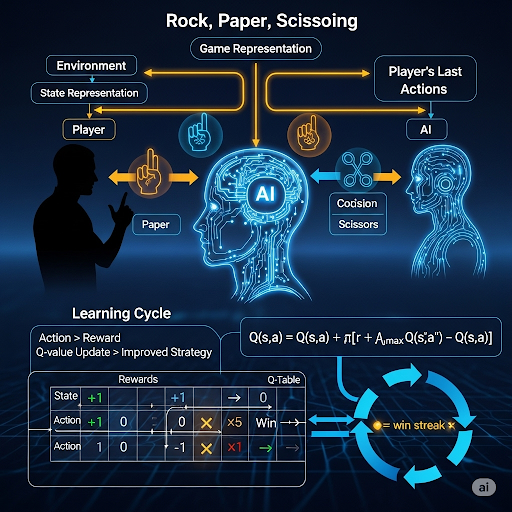 Rock, Paper, Scissoing
Game Representation
Environment
State Representation
Player
Player's Last
Actions
AI
AI
Paper
Codision
Scissors
Learning Cycle
Action > Reward
Q-value Update > Improved Strategy
Q(s,a) = Q(s,a) + π[r + Aⱼmax Q(s",a") − Q(s,a)]
Rewards Q-Table
State +1 +1 → 0
Action +1 0 0 × ×5 Win →
Action 1 0 -1 × ×1 → →
= win streak
ai